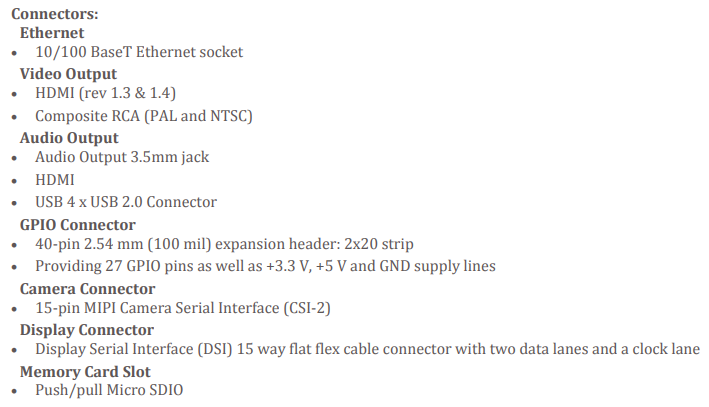 Connectors:
Ethernet
• 10/100 BaseT Ethernet socket
Video Output
• HDMI (rev 1.3 & 1.4)
• Composite RCA (PAL and NTSC)
Audio Output
• Audio Output 3.5mm jack
• HDMI
• USB 4 x USB 2.0 Connector
GPIO Connector
• 40-pin 2.54 mm (100 mil) expansion header: 2x20 strip
• Providing 27 GPIO pins as well as +3.3 V, +5 V and GND supply lines
Camera Connector
• 15-pin MIPI Camera Serial Interface (CSI-2)
Display Connector
• Display Serial Interface (DSI) 15 way flat flex cable connector with two data lanes and a clock lane
Memory Card Slot
• Push/pull Micro SDIO